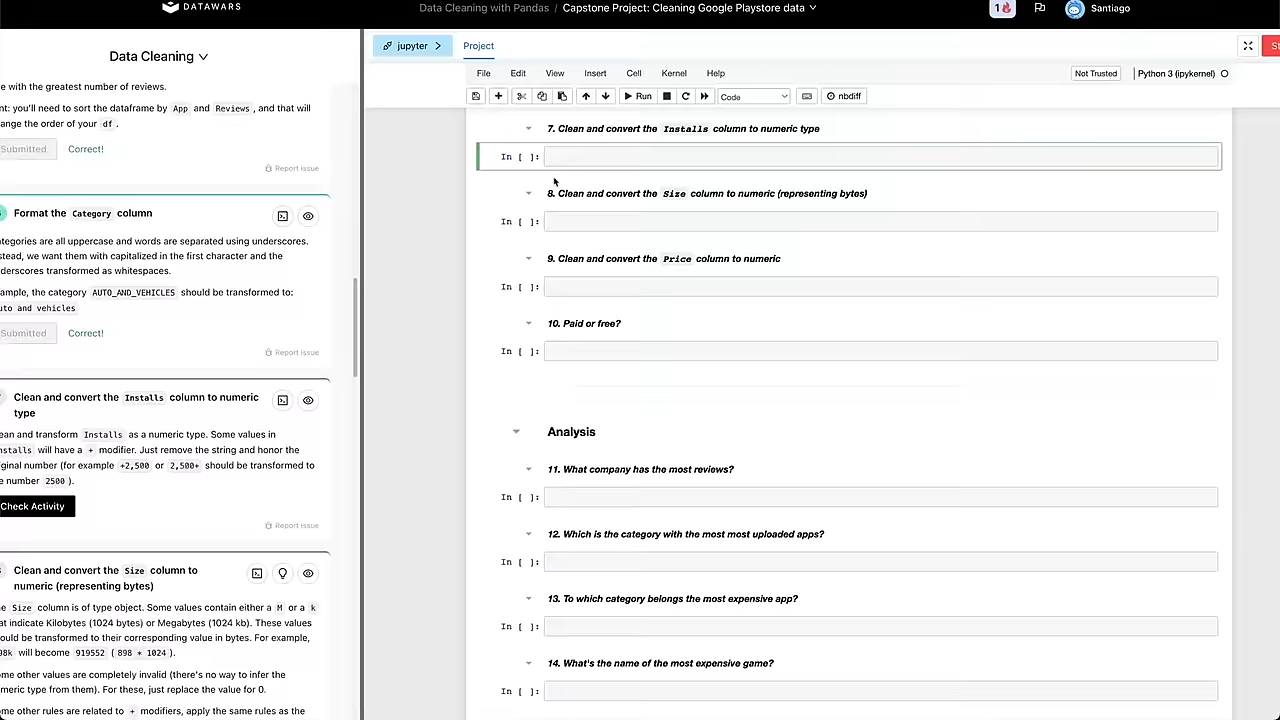 DATAWARS
Data Cleaning with Pandas / Capstone Project: Cleaning Google Playstore data
1
Santiago
Data Cleaning
e with the greatest number of reviews.
nt: you'll need to sort the dataframe by App and Reviews, and that will
ange the order of your df.
Submitted
Correct!
Report issue
Format the Category column
ategories are all uppercase and words are separated using underscores.
stead, we want them with capitalized in the first character and the
derscores transformed as whitespaces.
ample, the category AUTO_AND_VEHICLES should be transformed to:
uto and vehicles
Submitted
Correct!
Report issue
Clean and convert the Installs column to numeric
type
ean and transform Installs as a numeric type. Some values in
nstalls will have a + modifier. Just remove the string and honor the
iginal number (for example +2,500 or 2,500+ should be transformed to
e number 2500).
Check Activity
Report issue
Clean and convert the Size column to
numeric (representing bytes)
e Size column is of type object. Some values contain either a M or a k
at indicate Kilobytes (1024 bytes) or Megabytes (1024 kb). These values
ould be transformed to their corresponding value in bytes. For example,
98k will become 919552 (898 * 1024).
me other values are completely invalid (there's no way to infer the
meric type from them). For these, just replace the value for 0.
me other rules are related to + modifiers, apply the same rules as the
jupyter
Project
St
File Edit View Insert Cell Kernel Help
Not Trusted
Python 3 (ipykernel)
Run
Code
nbdiff
7. Clean and convert the Installs column to numeric type
In [ ]:
8. Clean and convert the Size column to numeric (representing bytes)
In [ ]:
9. Clean and convert the Price column to numeric
In [ ]:
10. Paid or free?
In [ ]:
Analysis
11. What company has the most reviews?
In [ ]:
12. Which is the category with the most most uploaded apps?
In [ ]:
13. To which category belongs the most expensive app?
In [ ]:
14. What's the name of the most expensive game?
In [ ]: